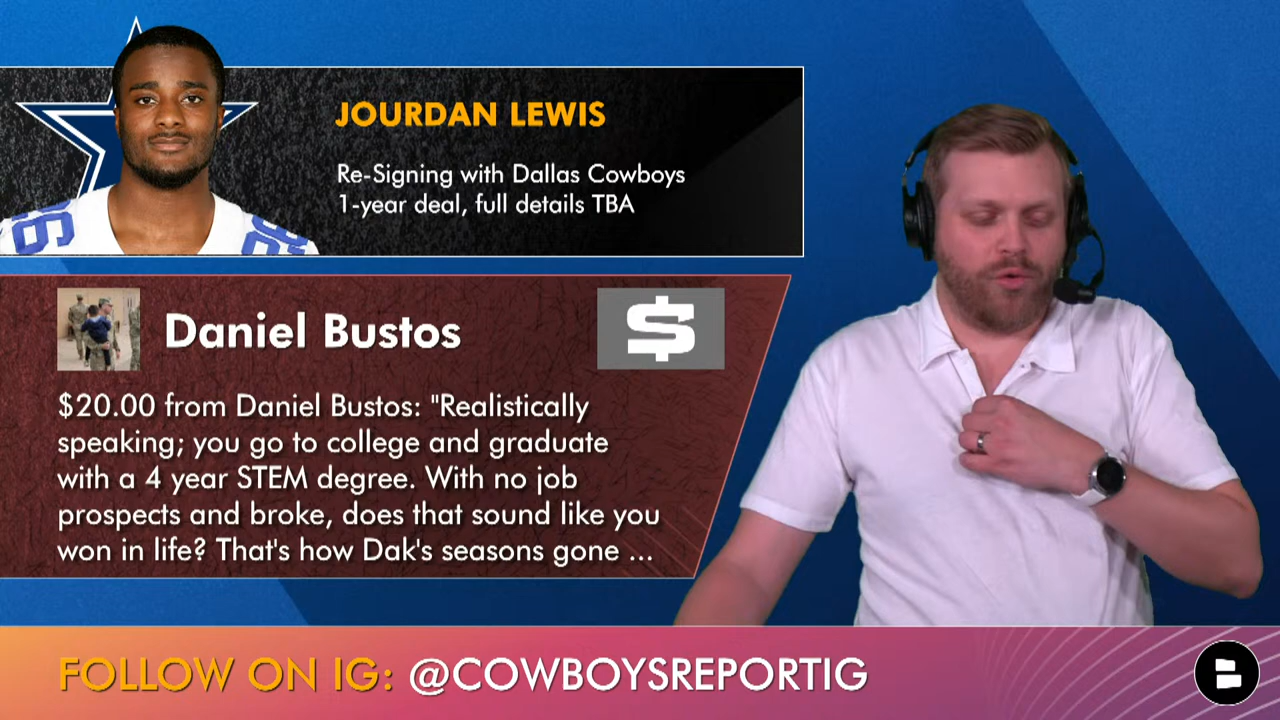 JOURDAN LEWIS
Re-Signing with Dallas Cowboys
1-year deal, full details TBA
Daniel Bustos
$
$20.00 from Daniel Bustos: "Realistically
speaking; you go to college and graduate
with a 4 year STEM degree. With no job
prospects and broke, does that sound like you
won in life? That's how Dak's seasons gone ...
FOLLOW ON IG: @COWBOYSREPORTIG